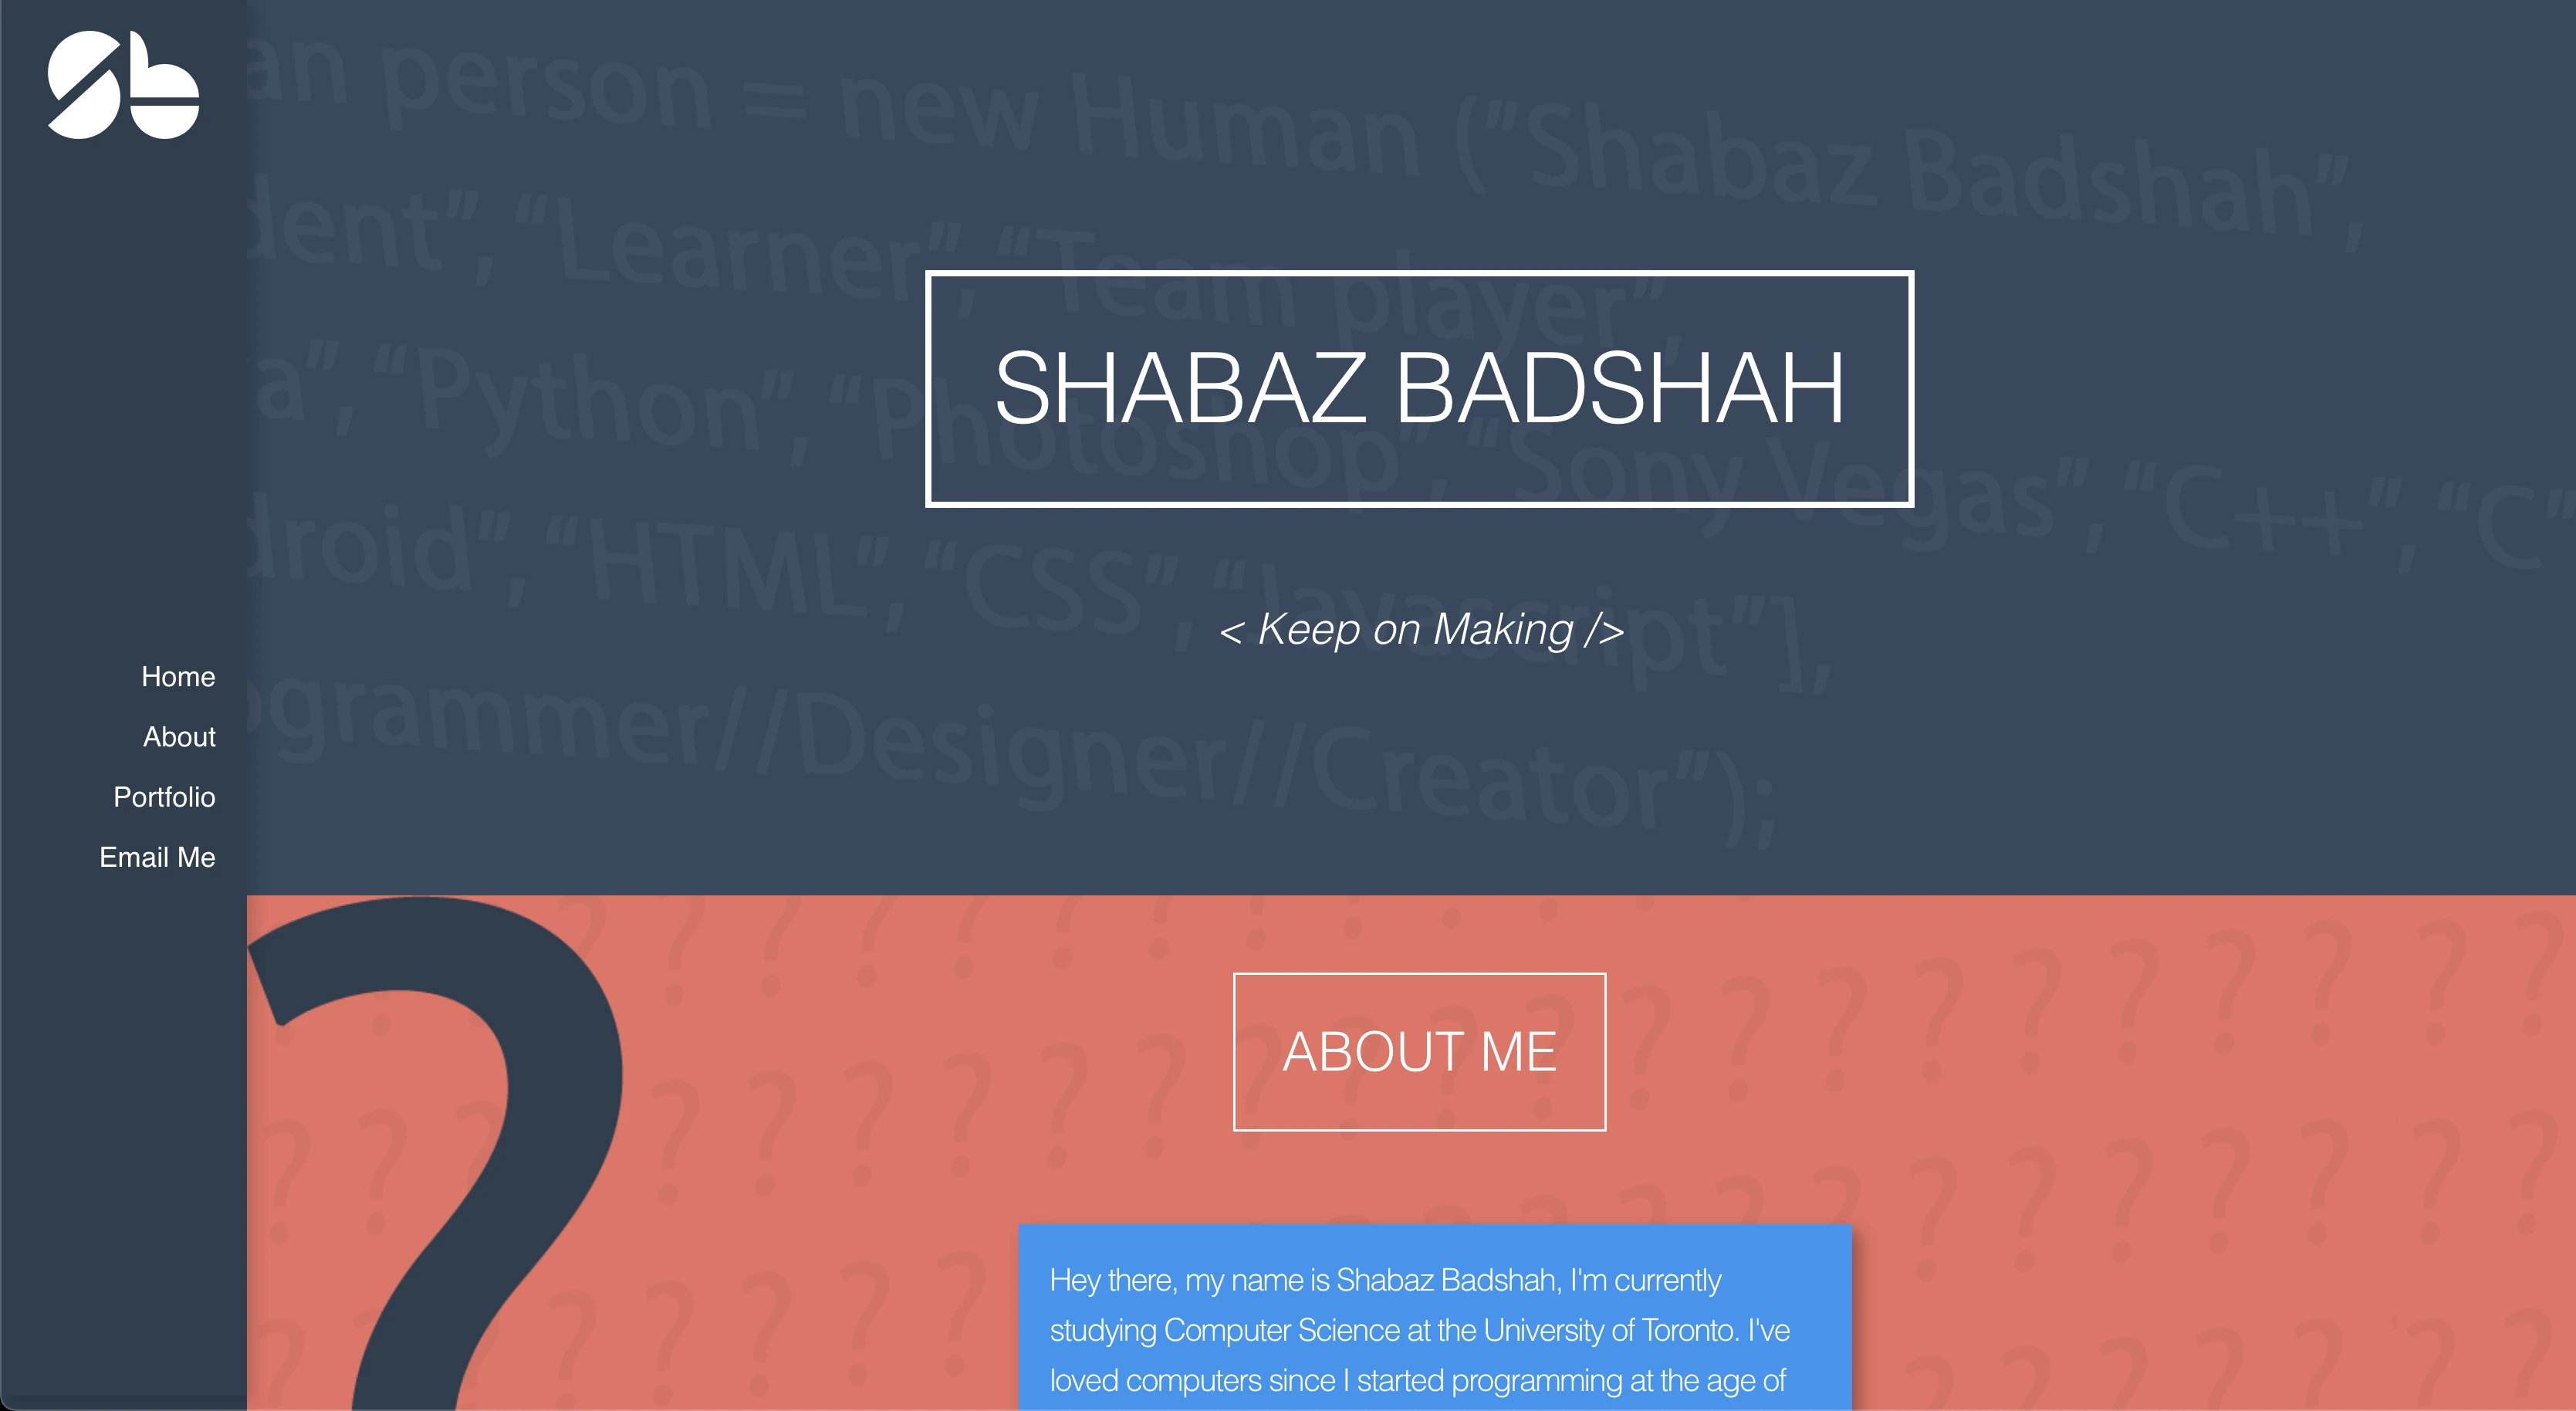 Home
About
Portfolio
Email Me
an person = new Human ("Shabaz Badshah",
dent", "Learner", "Team player",
a", "Python", "Photoshop", "Sony Vegas", "C++", "C"
droid", "HTML", "CSS", "Javascript"],
ogrammer//Designer//Creator");
SHABAZ BADSHAH
< Keep on Making />
?
ABOUT ME
Hey there, my name is Shabaz Badshah, I'm currently
studying Computer Science at the University of Toronto. I've
loved computers since I started programming at the age of